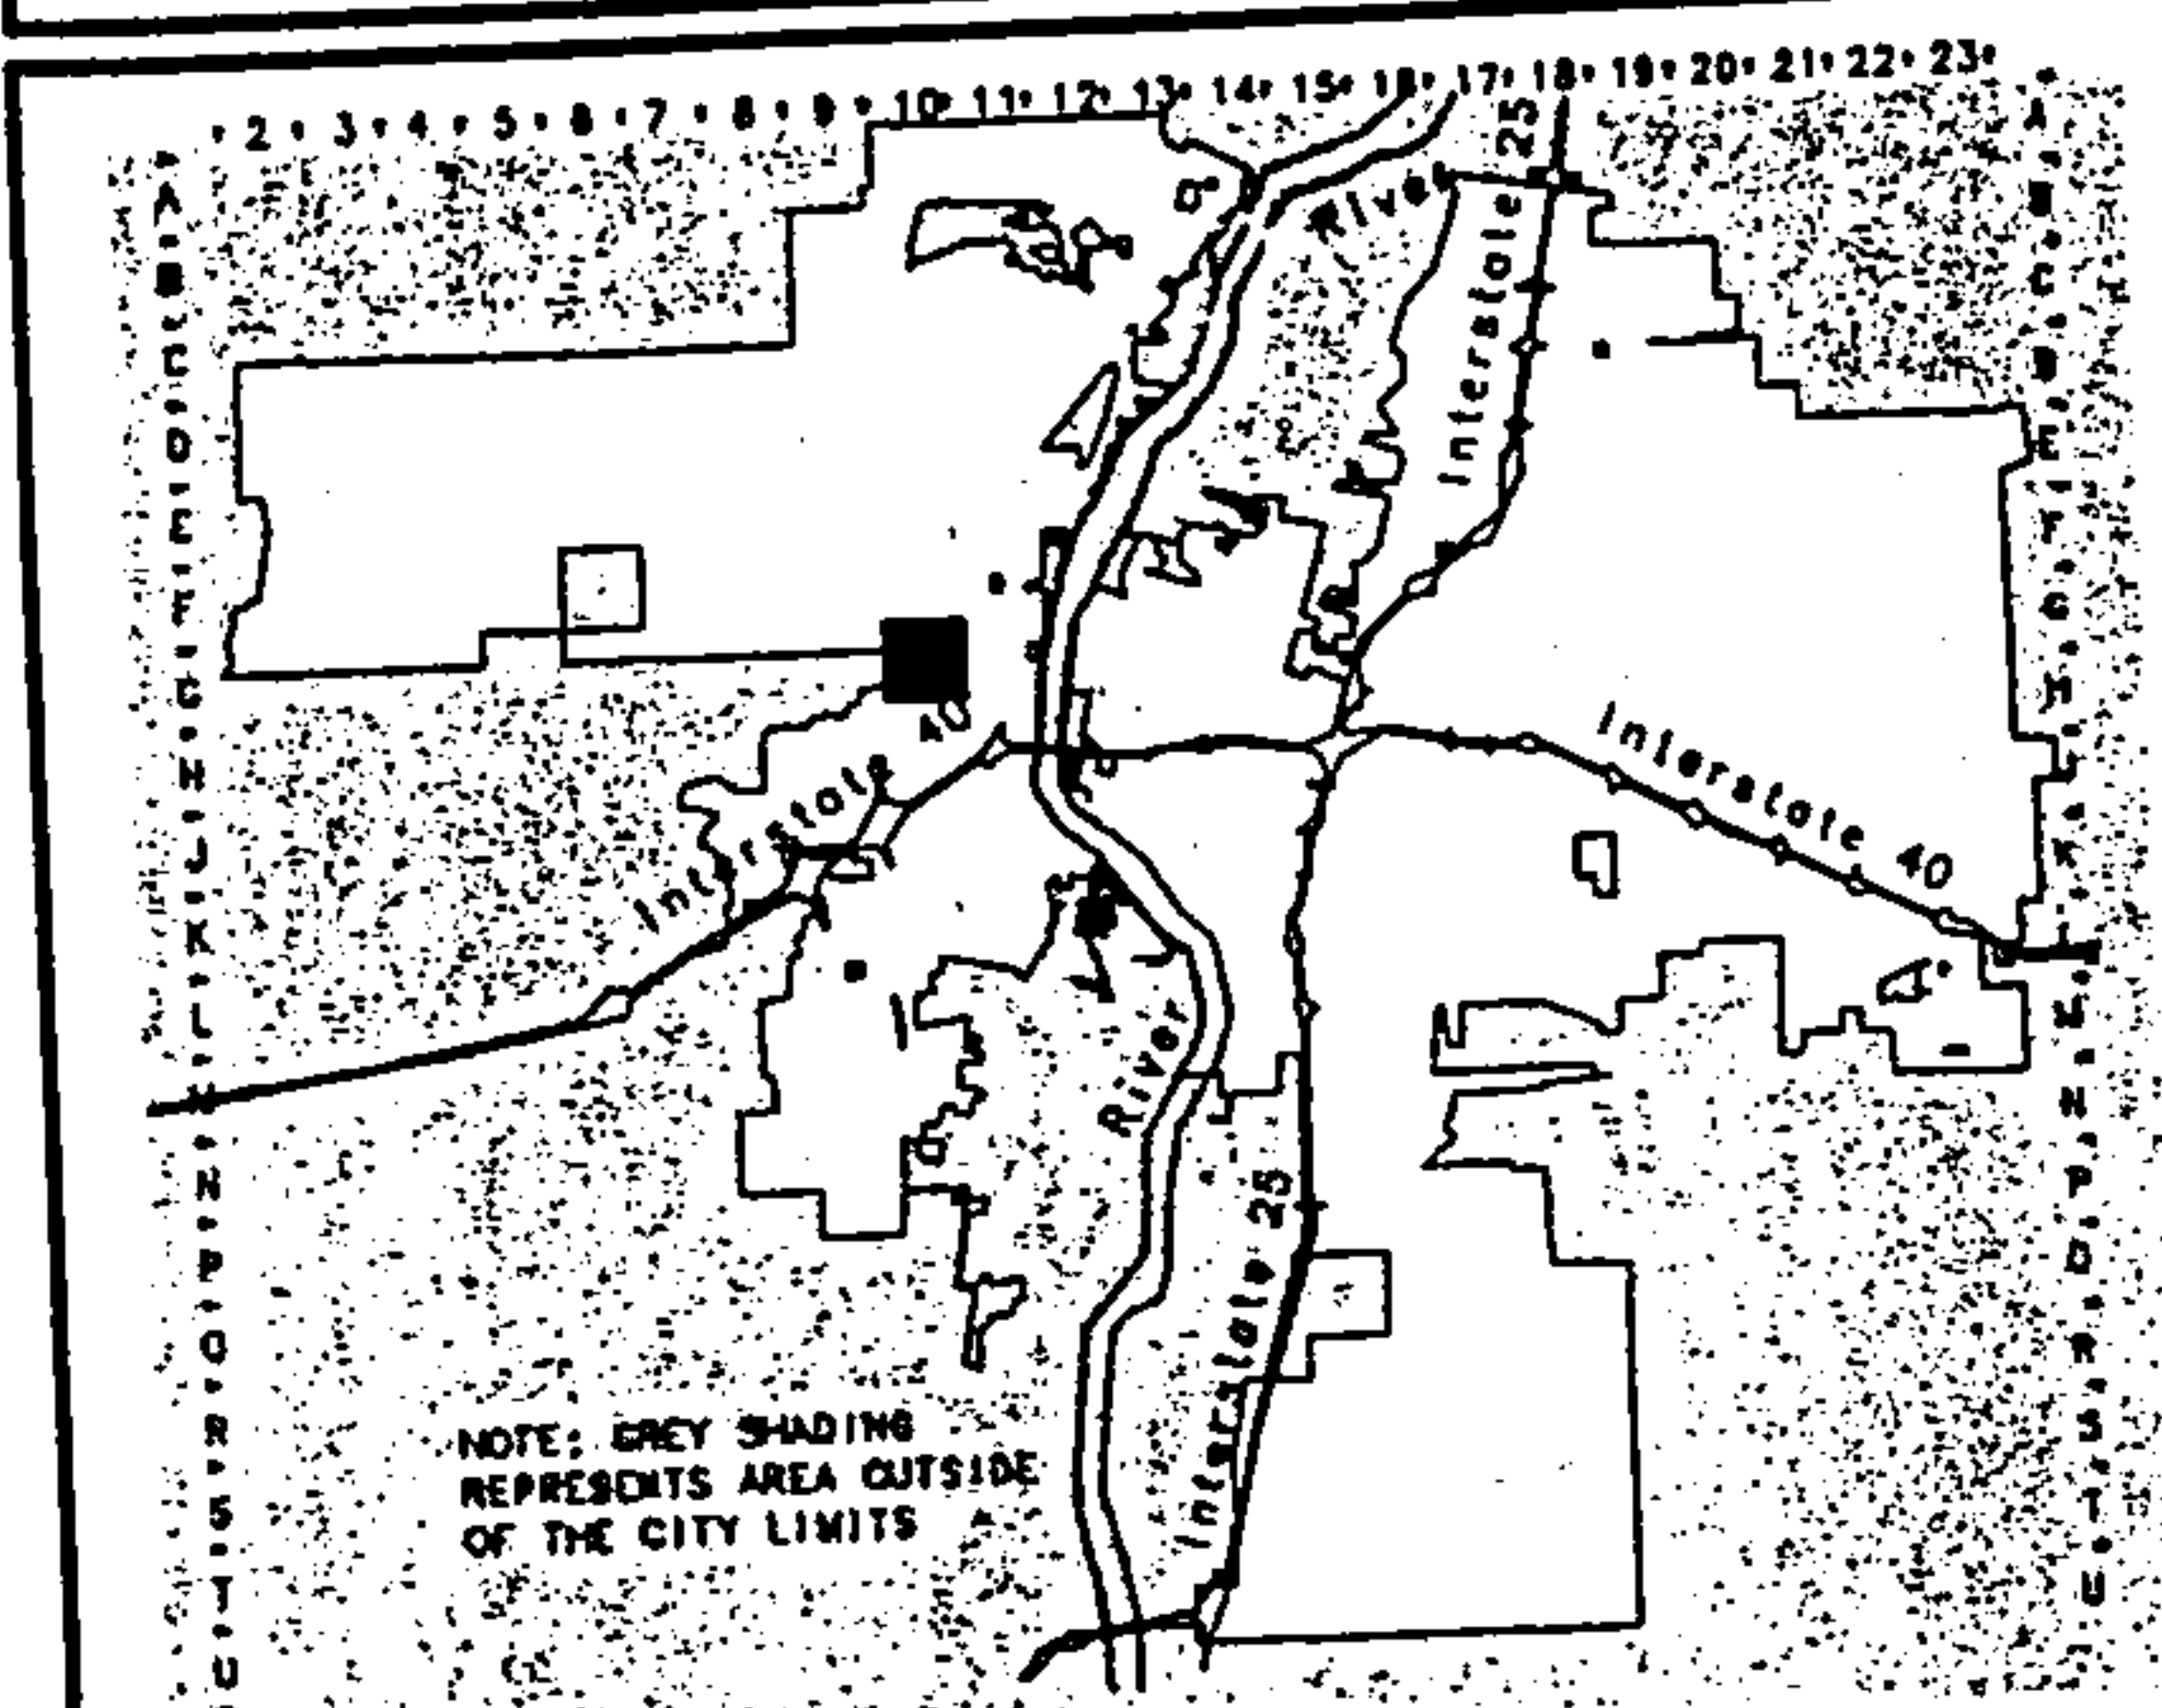 2 3 4 5 6 7 8 9 10 11 12 13 14 15 16 17 18 19 20 21 22 23
A
B
C
D
E
F
G
H
J
K
L
M
N
P
Q
R
S
T
U
River
Interstate 25
Interstate 40
Interstate 40
River
Interstate 25
NOTE: GREY SHADING
REPRESENTS AREA OUTSIDE
OF THE CITY LIMITS
A
B
C
D
E
F
G
H
J
K
L
M
N
P
Q
R
S
T
U